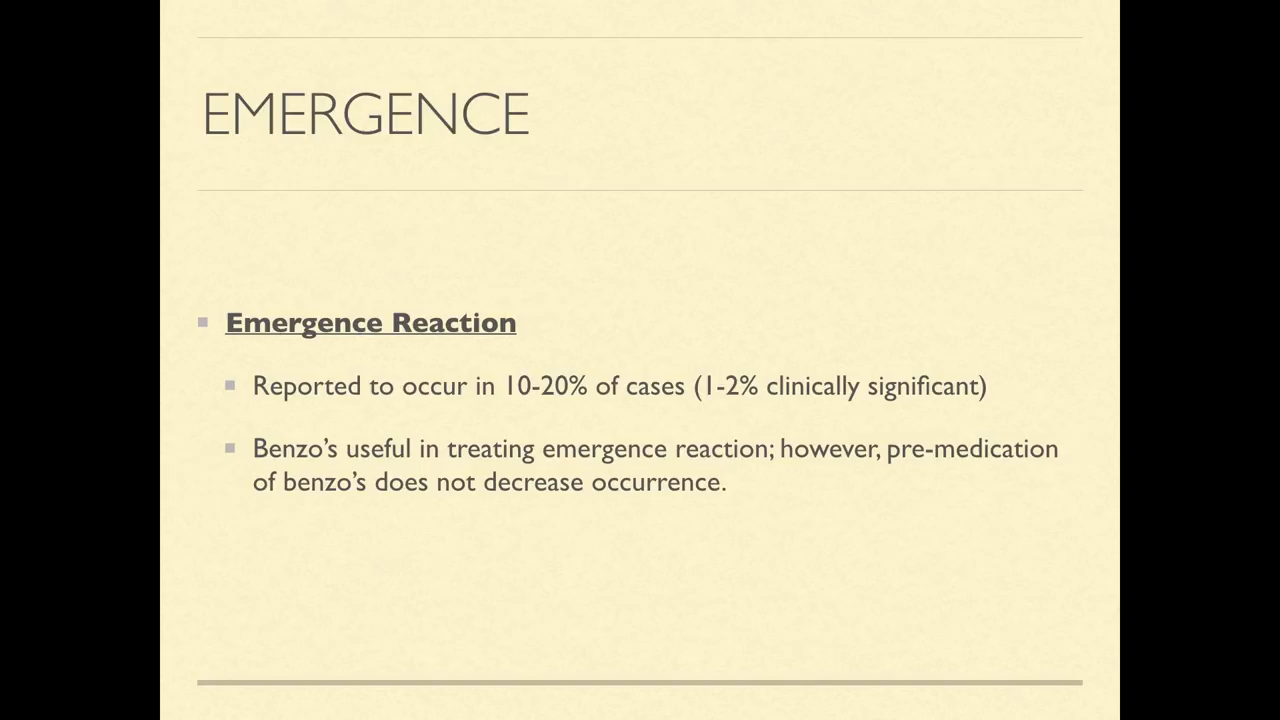 EMERGENCE
Emergence Reaction
Reported to occur in 10-20% of cases (1-2% clinically significant)
Benzo’s useful in treating emergence reaction; however, pre-medication
of benzo’s does not decrease occurrence.